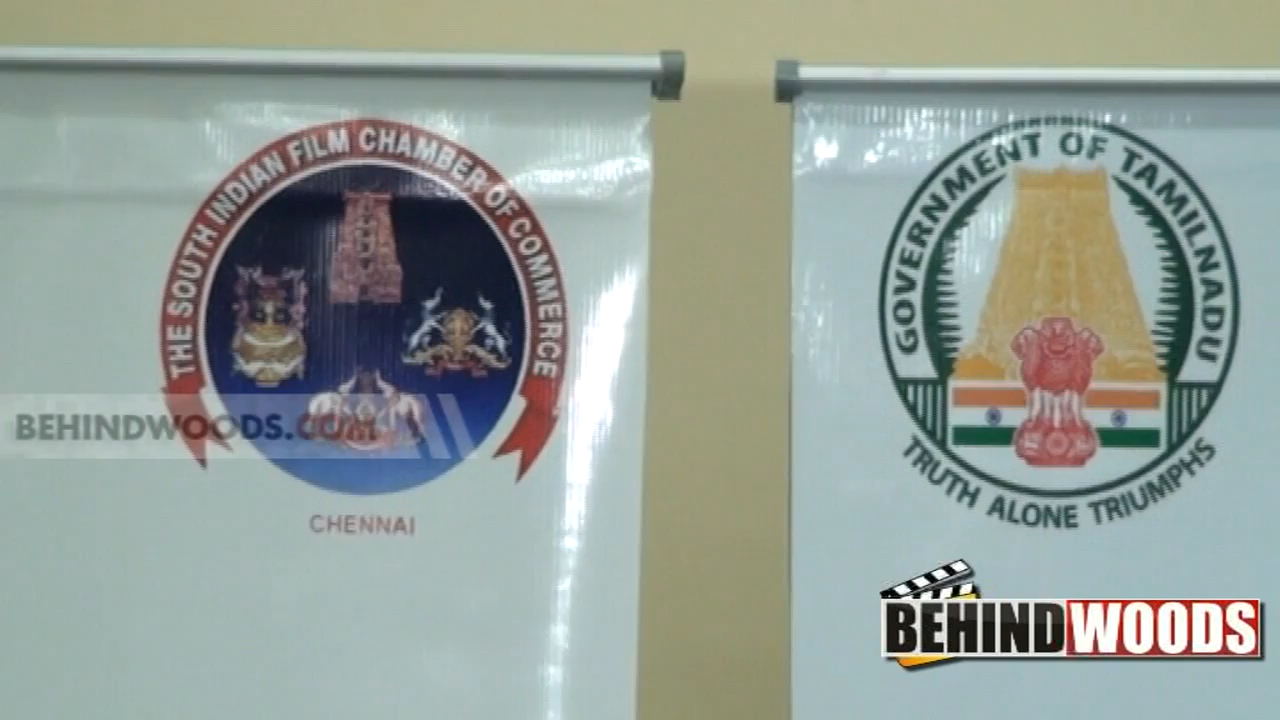 THE SOUTH INDIAN FILM CHAMBER OF COMMERCE
CHENNAI
GOVERNMENT OF TAMILNADU
TRUTH ALONE TRIUMPHS
BEHINDWOODS.COM
BEHINDWOODS